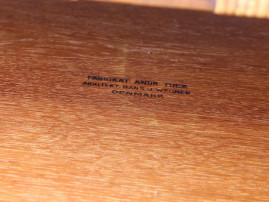 FABRIKAT: ANDR. TUCK
ARKITEKT: HANS J. WEGNER
DENMARK